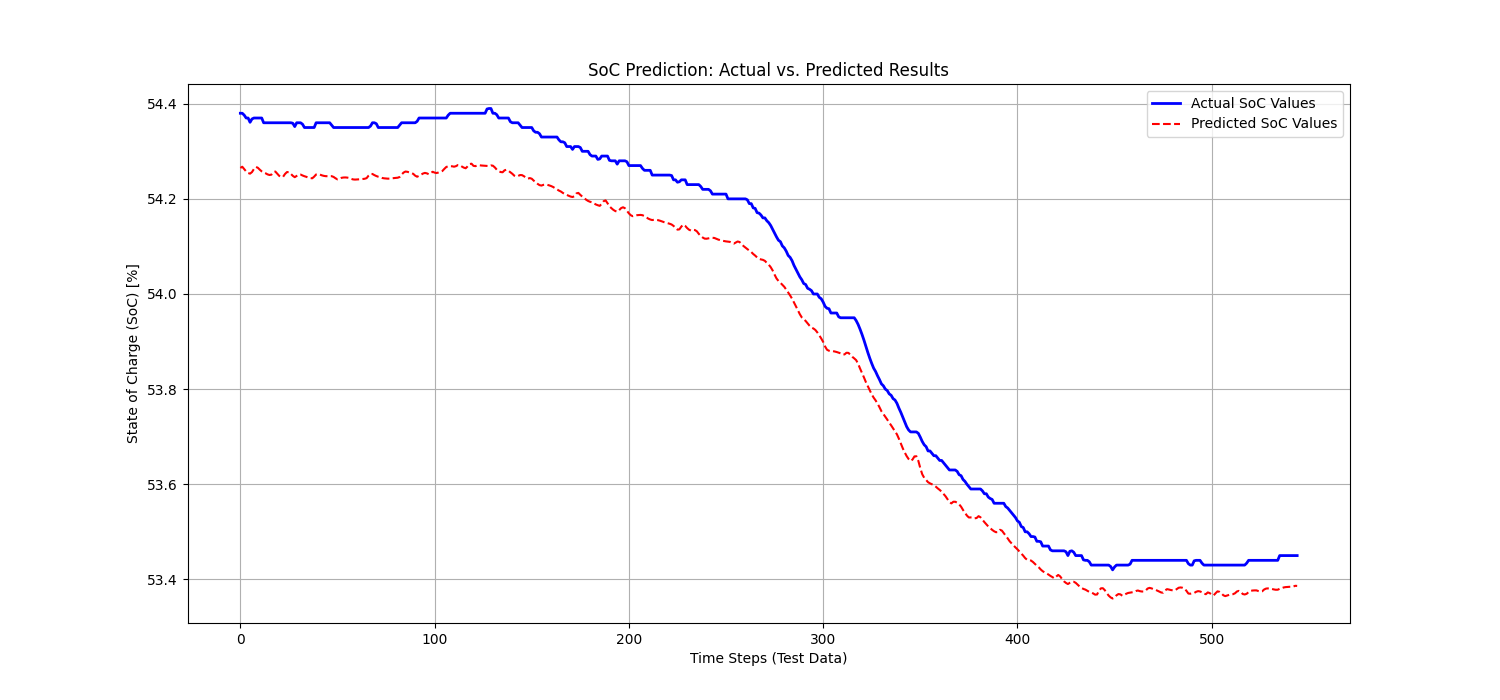 SoC Prediction: Actual vs. Predicted Results
Actual SoC Values
Predicted SoC Values
State of Charge (SoC) [%]
54.4
54.2
54.0
53.8
53.6
53.4
0 100 200 300 400 500
Time Steps (Test Data)